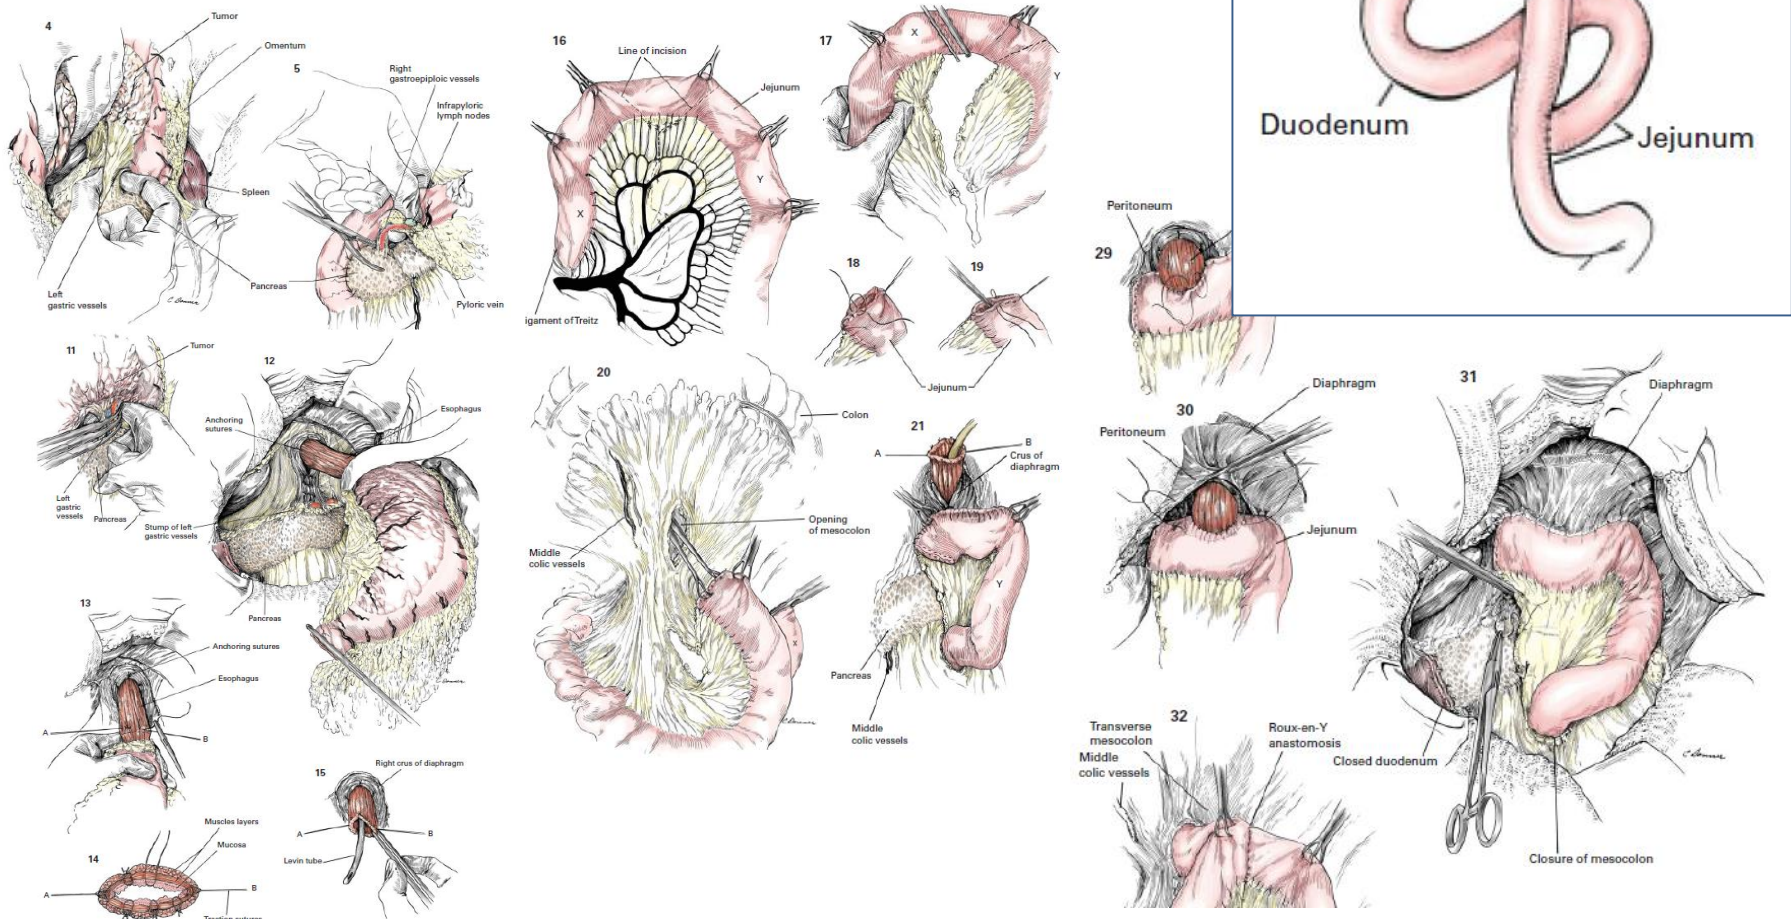 4
Tumor
Omentum
Spleen
Pancreas
Left
gastric vessels
5
Right
gastroepiploic vessels
Infrapyloric
lymph nodes
Pyloric vein
11
Tumor
Left
gastric
vessels
Pancreas
12
Anchoring
sutures
Esophagus
Stump of left
gastric vessels
Pancreas
13
Anchoring sutures
Esophagus
A
B
14
Muscles layers
Mucosa
A
B
15
Right crus of diaphragm
A
B
Levin tube
16
Line of incision
Jejunum
Y
X
igament of Treitz
17
X
Y
18
19
Jejunum
20
Colon
Opening
of mesocolon
Middle
colic vessels
X
21
A
B
Crus of
diaphragm
Y
Pancreas
Middle
colic vessels
Duodenum
Jejunum
29
Peritoneum
30
Diaphragm
Peritoneum
Jejunum
31
Diaphragm
Closed duodenum
Closure of mesocolon
32
Transverse
mesocolon
Middle
colic vessels
Roux-en-Y
anastomosis